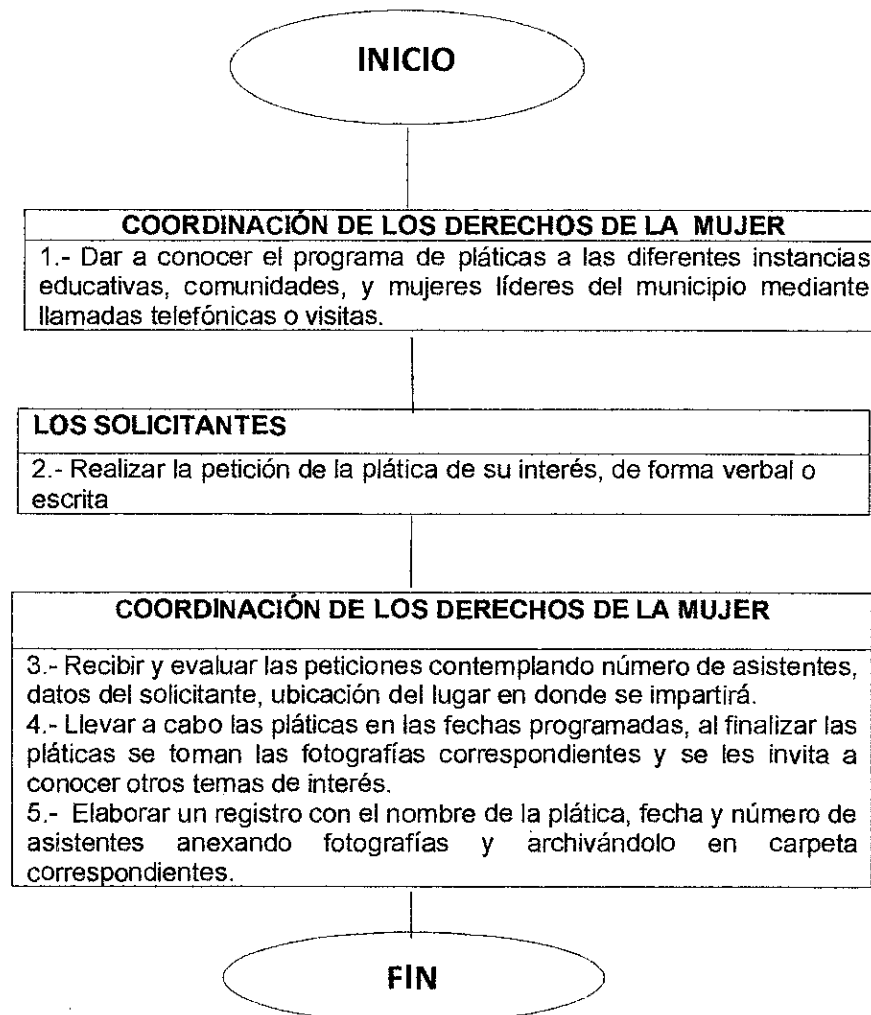 INICIO
COORDINACIÓN DE LOS DERECHOS DE LA MUJER
1.- Dar a conocer el programa de pláticas a las diferentes instancias
educativas, comunidades, y mujeres líderes del municipio mediante
llamadas telefónicas o visitas.
LOS SOLICITANTES
2.- Realizar la petición de la plática de su interés, de forma verbal o
escrita
COORDINACIÓN DE LOS DERECHOS DE LA MUJER
3.- Recibir y evaluar las peticiones contemplando número de asistentes,
datos del solicitante, ubicación del lugar en donde se impartirá.
4.- Llevar a cabo las pláticas en las fechas programadas, al finalizar las
pláticas se toman las fotografías correspondientes y se les invita a
conocer otros temas de interés.
5.- Elaborar un registro con el nombre de la plática, fecha y número de
asistentes anexando fotografías y archivándolo en carpeta
correspondientes.
FIN